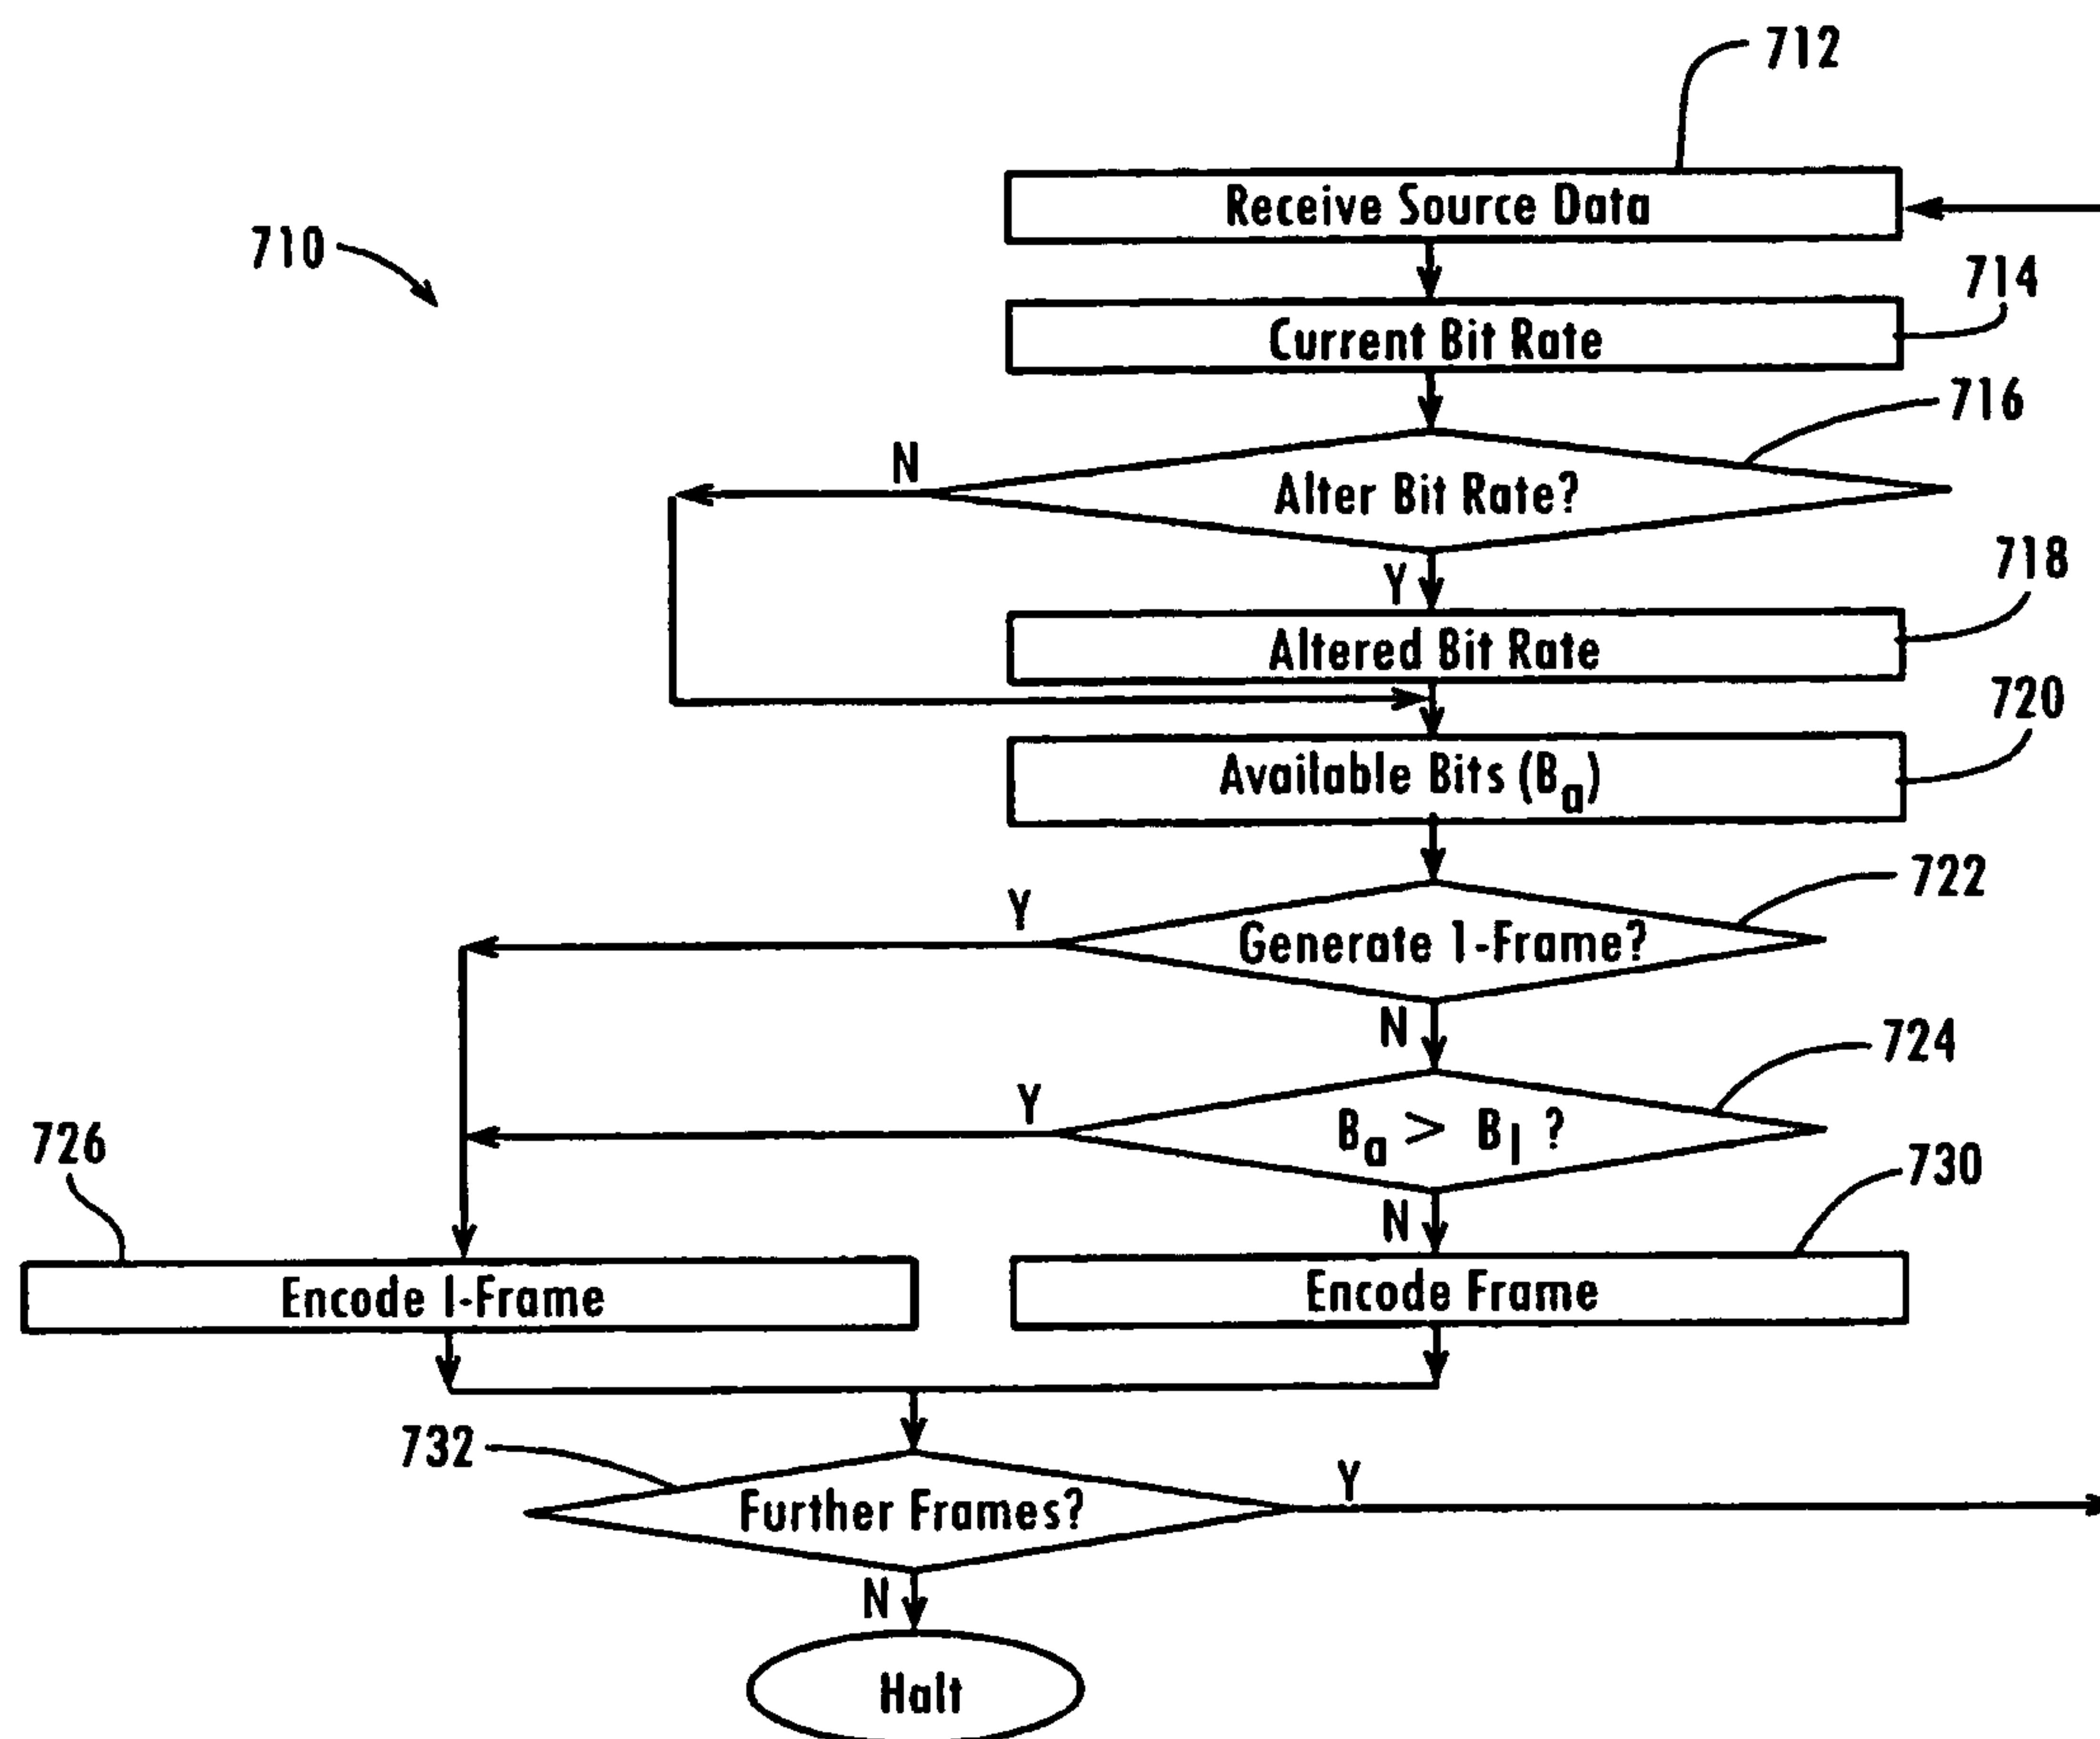 712
Receive Source Data
710
714
Current Bit Rate
716
N
Alter Bit Rate?
718
Y
Altered Bit Rate
720
Available Bits (Ba)
722
Y
Generate 1-Frame?
N
724
Y
Ba > BI ?
726
730
N
Encode I-Frame
Encode Frame
732
Y
Further Frames?
N
Halt